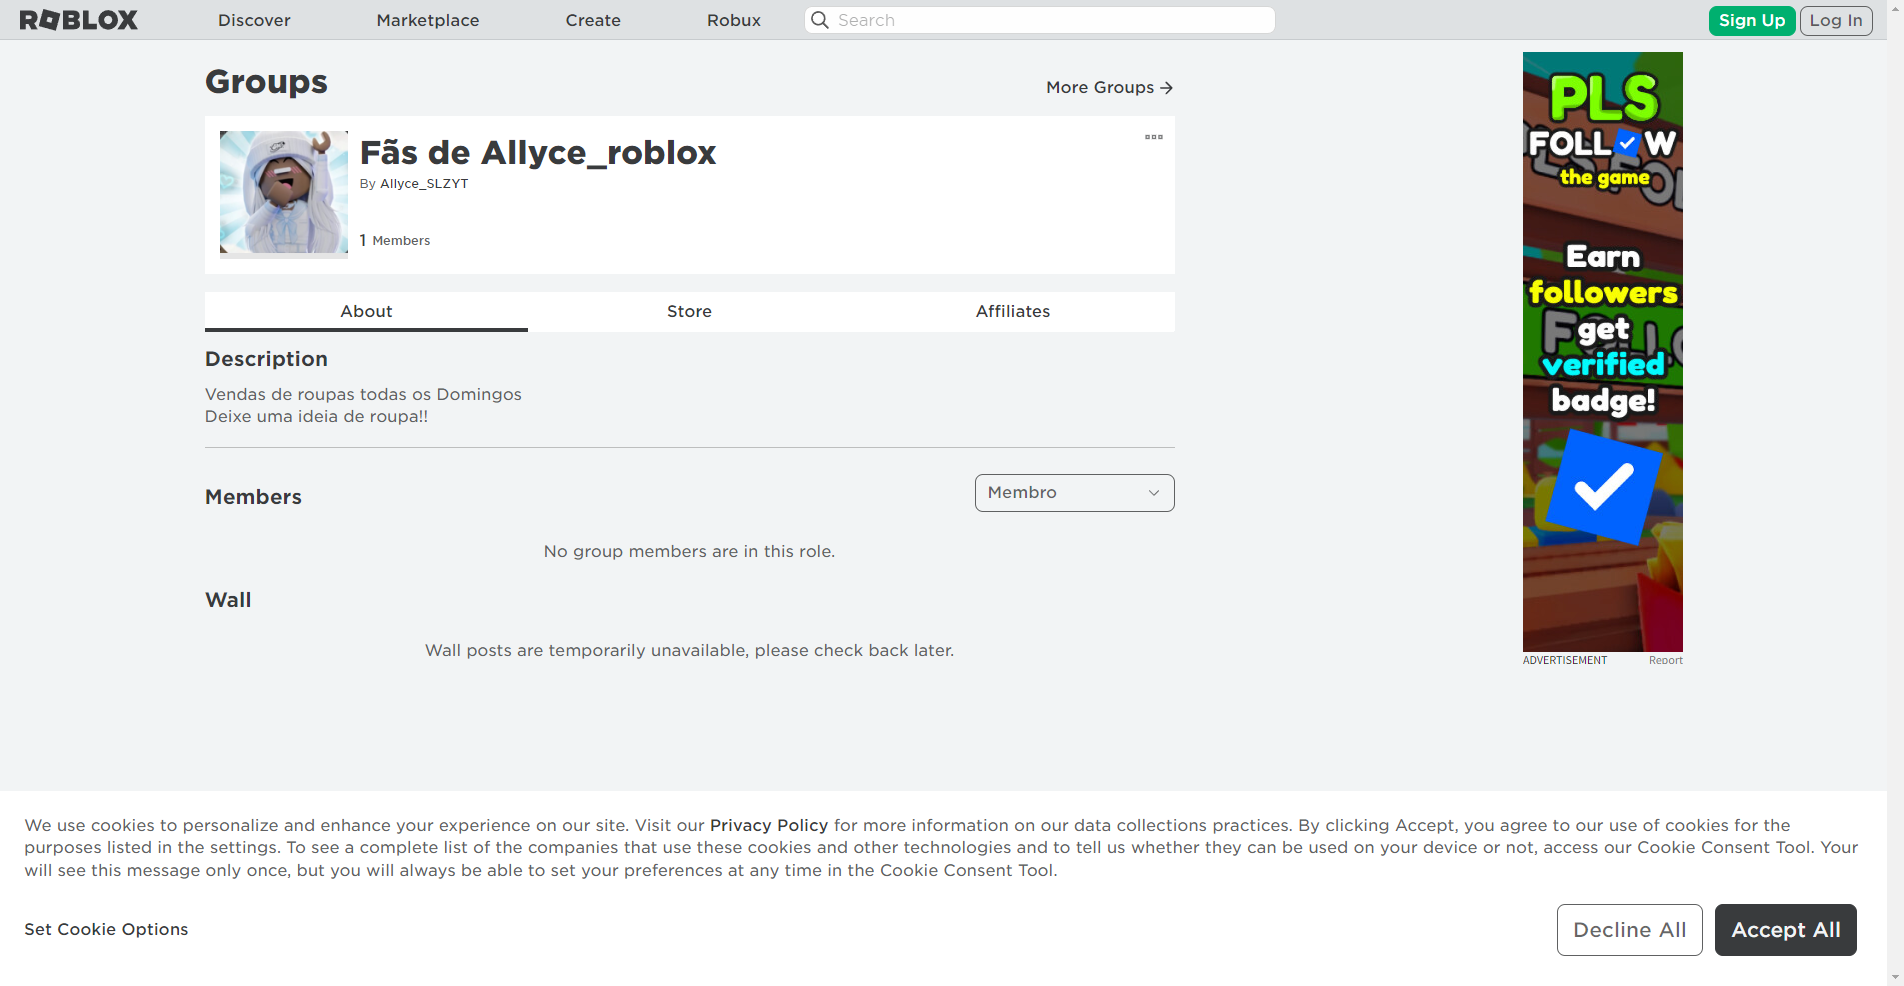 ROBLOX
Discover
Marketplace
Create
Robux
Search
Sign Up
Log In
Groups
More Groups
Fãs de Allyce_roblox
By Allyce_SLZYT
1 Members
About
Store
Affiliates
Description
Vendas de roupas todas os Domingos
Deixe uma ideia de roupa!!
Members
Membro
No group members are in this role.
Wall
Wall posts are temporarily unavailable, please check back later.
PLS
FOLLOW
the game
Earn
followers
get
verified
badge!
ADVERTISEMENT
Report
We use cookies to personalize and enhance your experience on our site. Visit our Privacy Policy for more information on our data collections practices. By clicking Accept, you agree to our use of cookies for the
purposes listed in the settings. To see a complete list of the companies that use these cookies and other technologies and to tell us whether they can be used on your device or not, access our Cookie Consent Tool. Your
will see this message only once, but you will always be able to set your preferences at any time in the Cookie Consent Tool.
Set Cookie Options
Decline All
Accept All